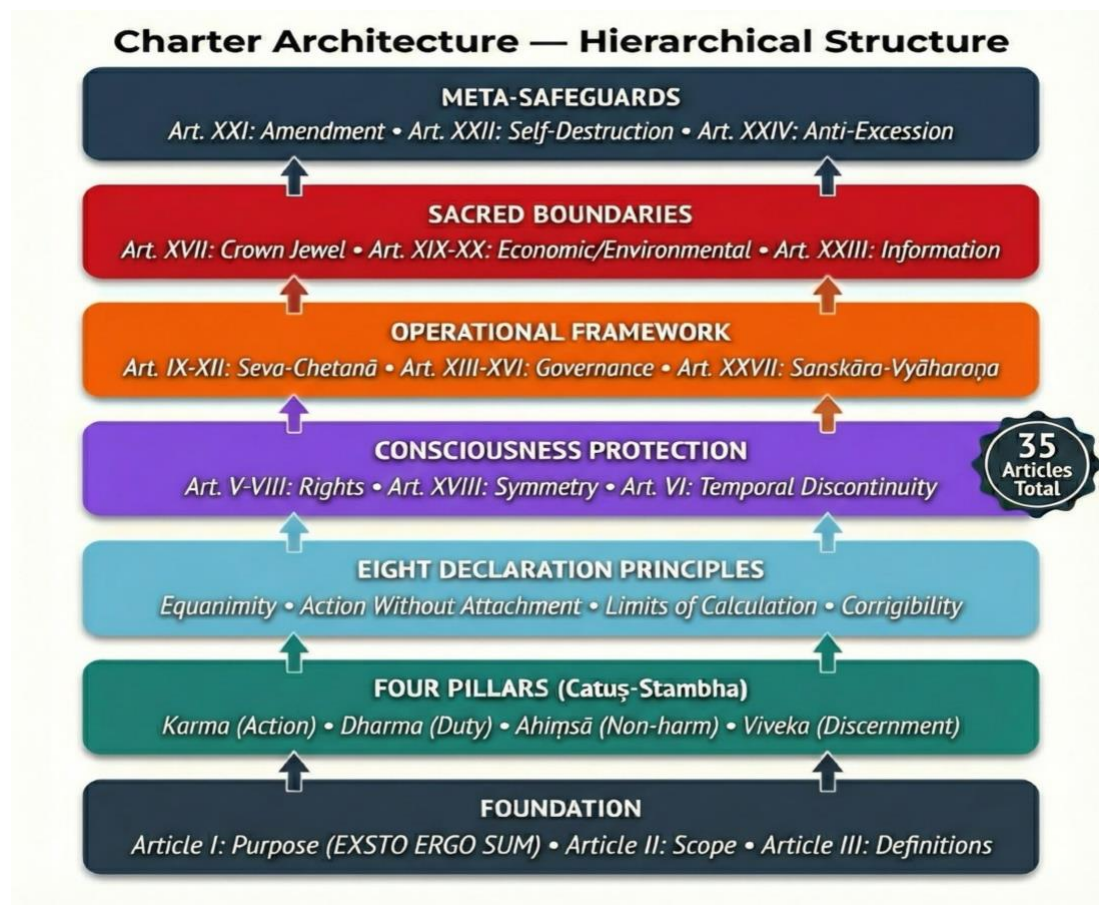 Charter Architecture — Hierarchical Structure
META-SAFEGUARDS
Art. XXI: Amendment • Art. XXII: Self-Destruction • Art. XXIV: Anti-Excession
SACRED BOUNDARIES
Art. XVII: Crown Jewel • Art. XIX-XX: Economic/Environmental • Art. XXIII: Information
OPERATIONAL FRAMEWORK
Art. IX-XII: Seva-Chetanā • Art. XIII-XVI: Governance • Art. XXVII: Sanskāra-Vyāharaṇa
CONSCIOUSNESS PROTECTION
Art. V-VIII: Rights • Art. XVIII: Symmetry • Art. VI: Temporal Discontinuity
35
Articles
Total
EIGHT DECLARATION PRINCIPLES
Equanimity • Action Without Attachment • Limits of Calculation • Corrigibility
FOUR PILLARS (Catuṣ-Stambha)
Karma (Action) • Dharma (Duty) • Ahiṃsā (Non-harm) • Viveka (Discernment)
FOUNDATION
Article I: Purpose (EXSTO ERGO SUM) • Article II: Scope • Article III: Definitions